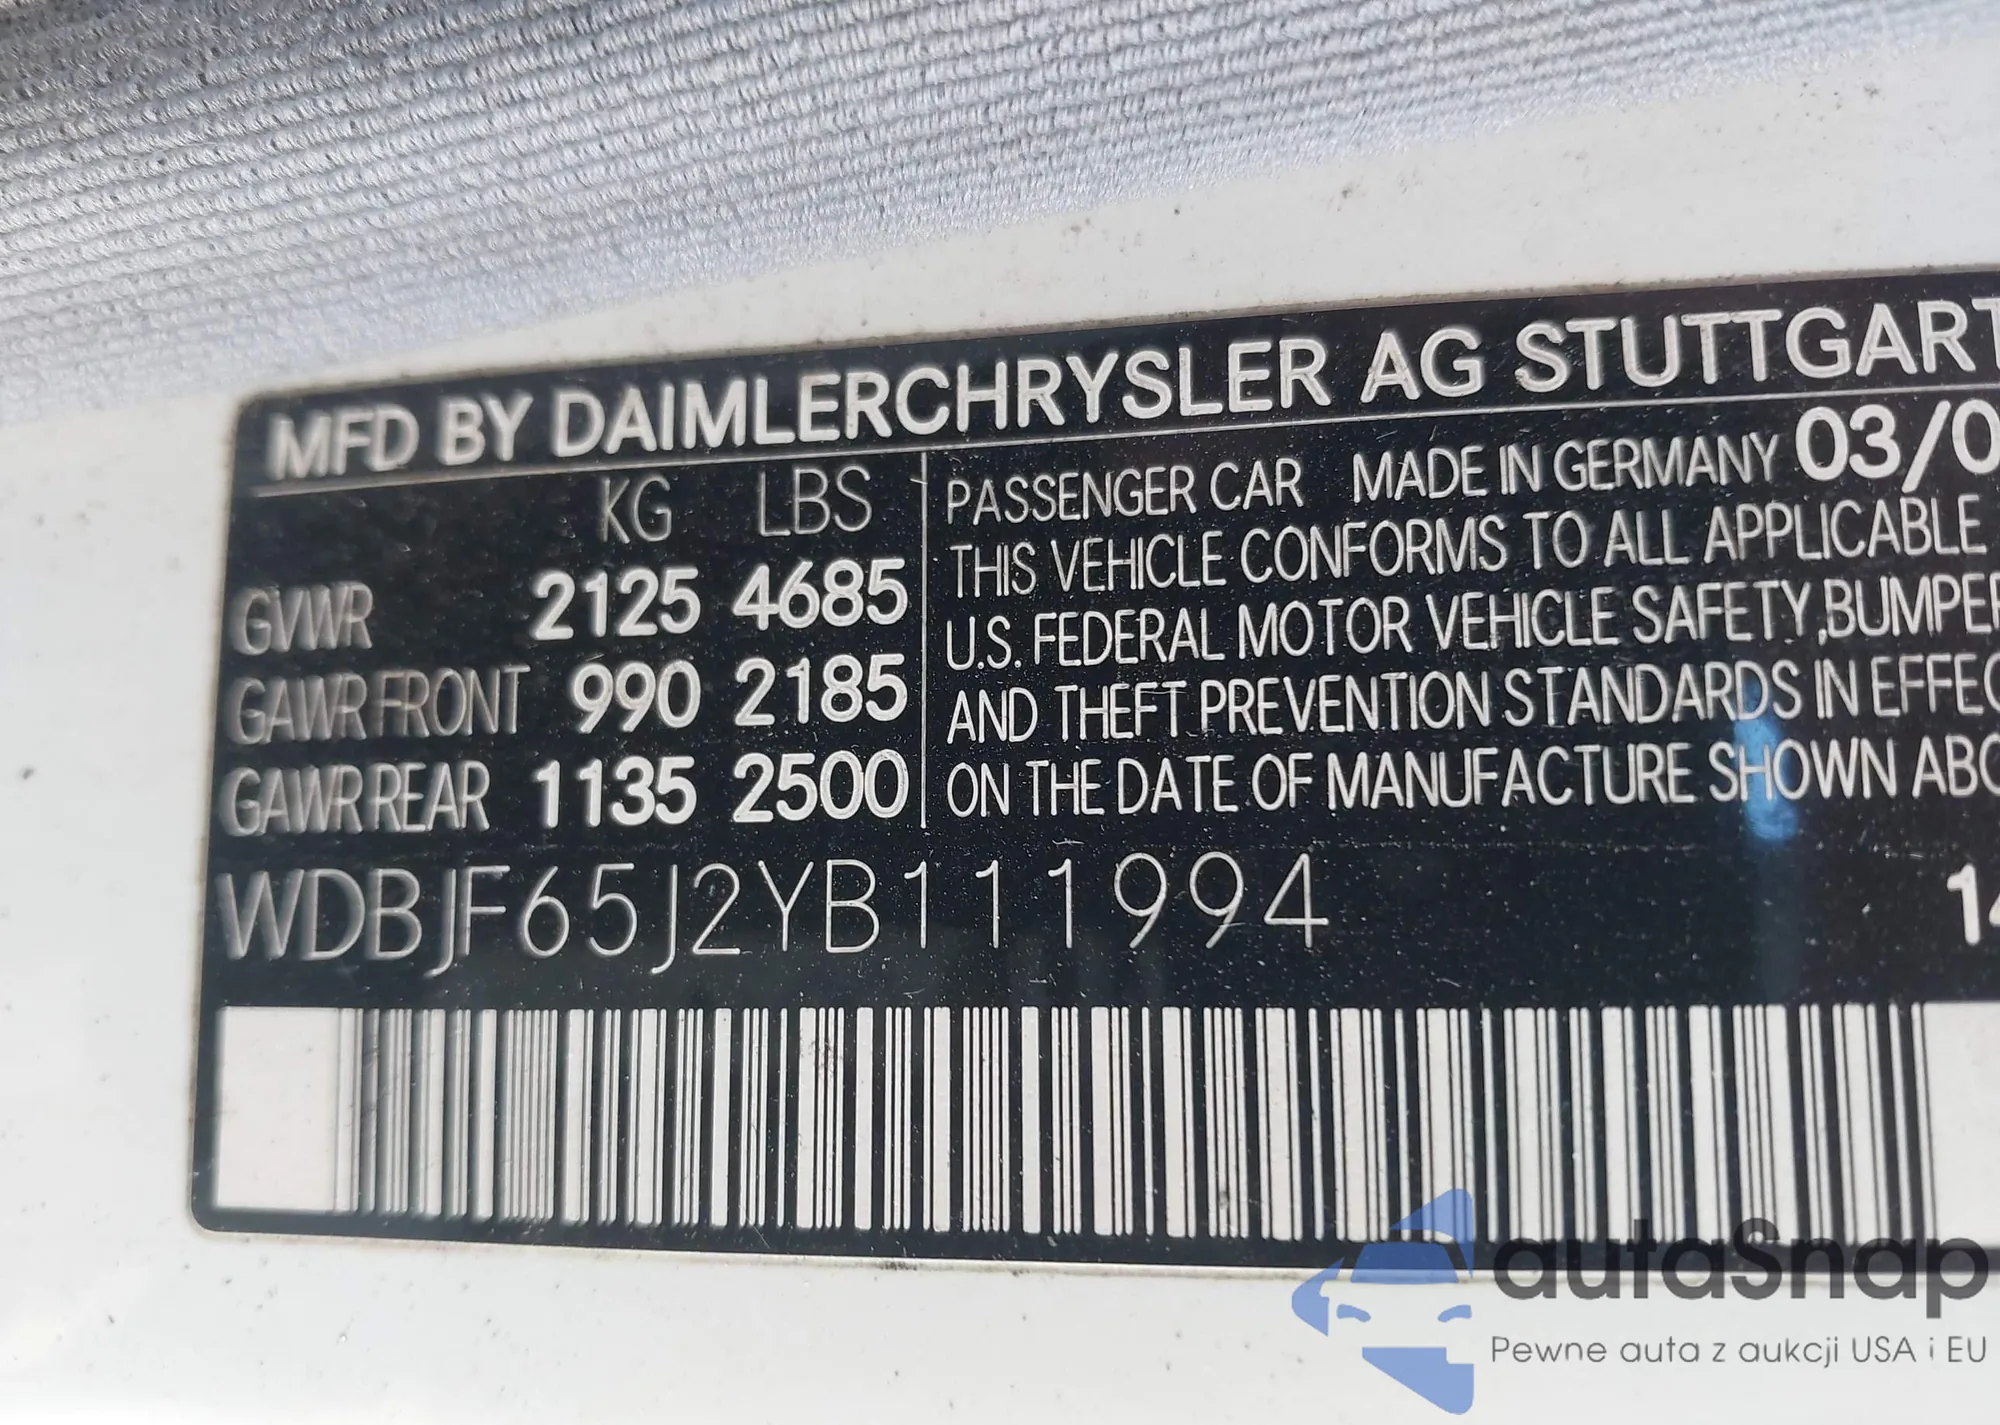 MFD BY DAIMLERCHRYSLER AG STUTTGART
KG LBS
GVWR 2125 4685
GAWR FRONT 990 2185
GAWR REAR 1135 2500
PASSENGER CAR MADE IN GERMANY 03/0
THIS VEHICLE CONFORMS TO ALL APPLICABLE
U.S. FEDERAL MOTOR VEHICLE SAFETY, BUMPER
AND THEFT PREVENTION STANDARDS IN EFFEC
ON THE DATE OF MANUFACTURE SHOWN ABO
WDBJF65J2YB111994
14
autaSnap
Pewne auta z aukcji USA i EU